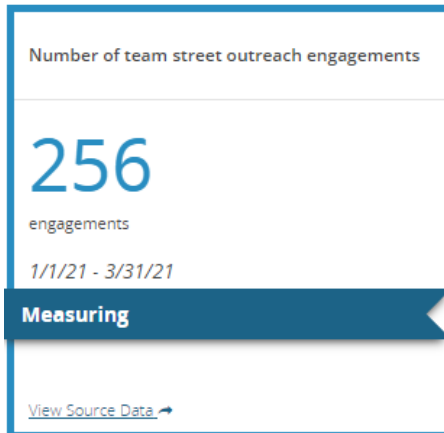 Number of team street outreach engagements
256
engagements
1/1/21 - 3/31/21
Measuring
View Source Data